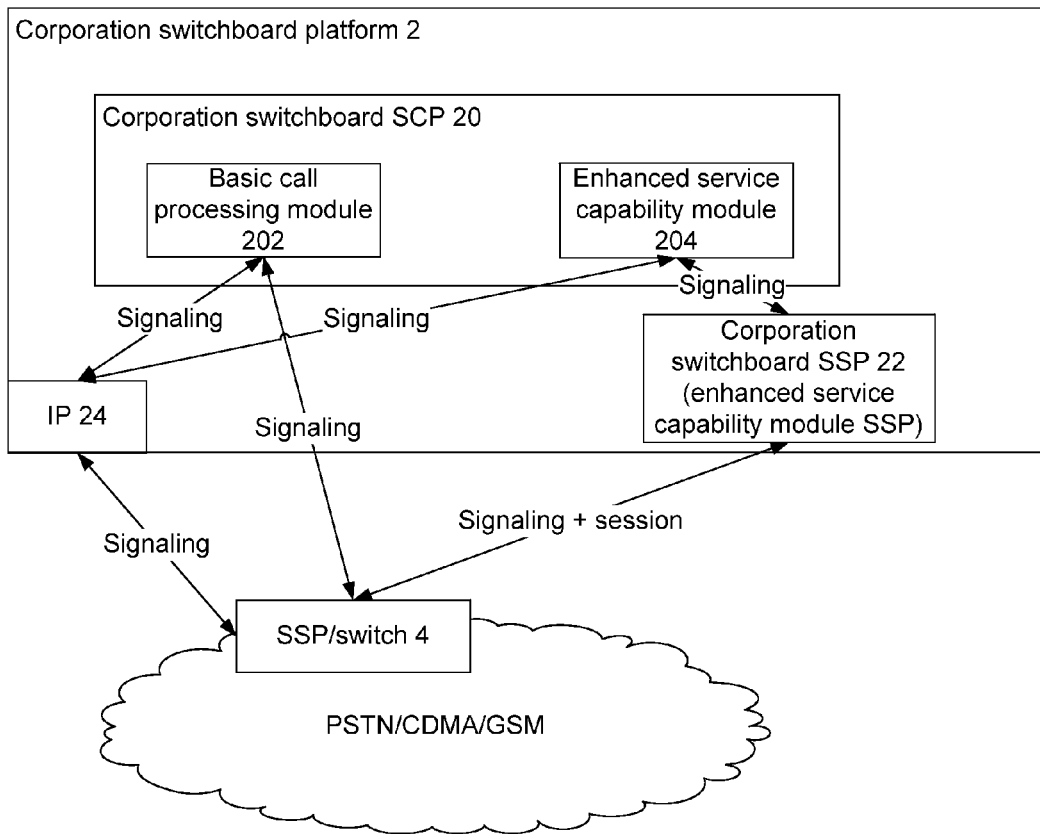 Corporation switchboard platform 2
Corporation switchboard SCP 20
Basic call
processing module
202
Enhanced service
capability module
204
Signaling
Signaling
Signaling
Corporation
switchboard SSP 22
(enhanced service
capability module SSP)
IP 24
Signaling
Signaling + session
Signaling
SSP/switch 4
PSTN/CDMA/GSM